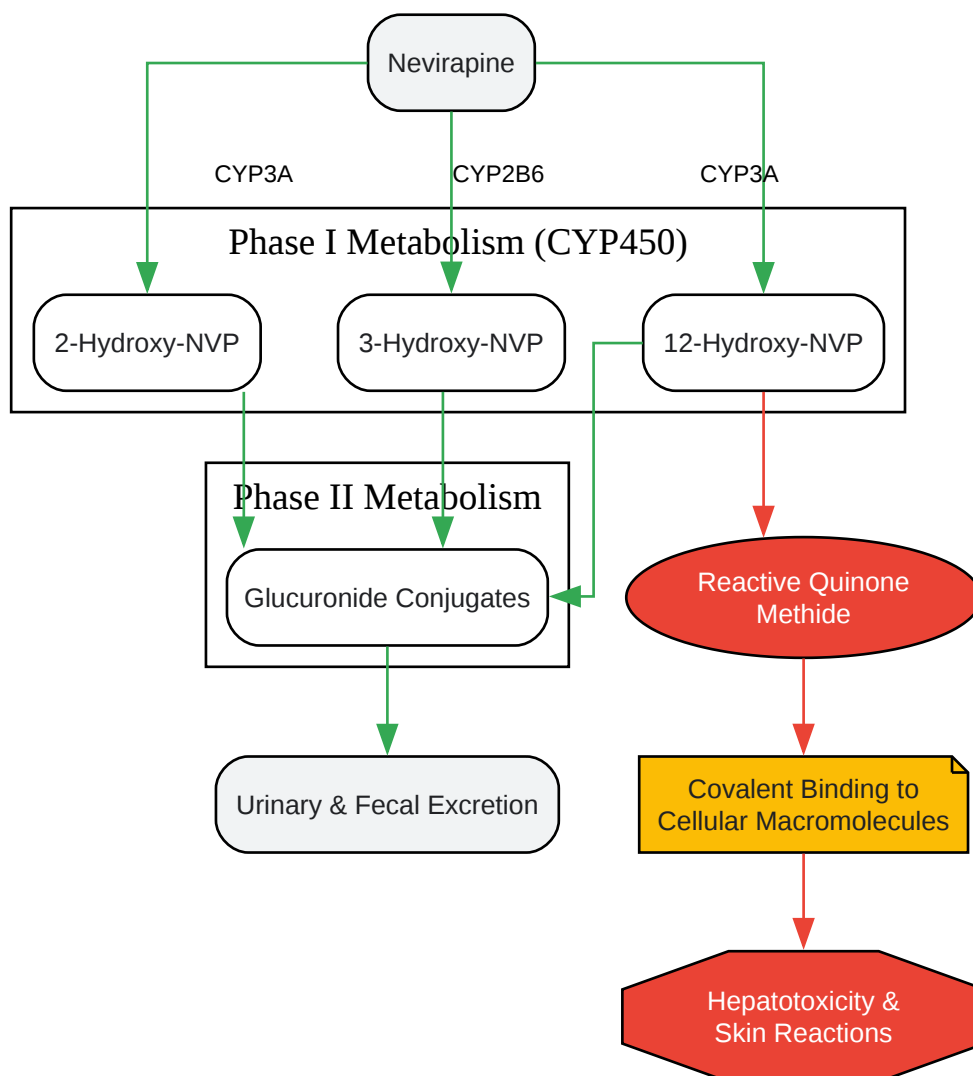 Nevirapine
CYP3A
CYP2B6
CYP3A
Phase I Metabolism (CYP450)
2-Hydroxy-NVP
3-Hydroxy-NVP
12-Hydroxy-NVP
Phase II Metabolism
Glucuronide Conjugates
Reactive Quinone
Methide
Urinary & Fecal Excretion
Covalent Binding to
Cellular Macromolecules
Hepatotoxicity &
Skin Reactions